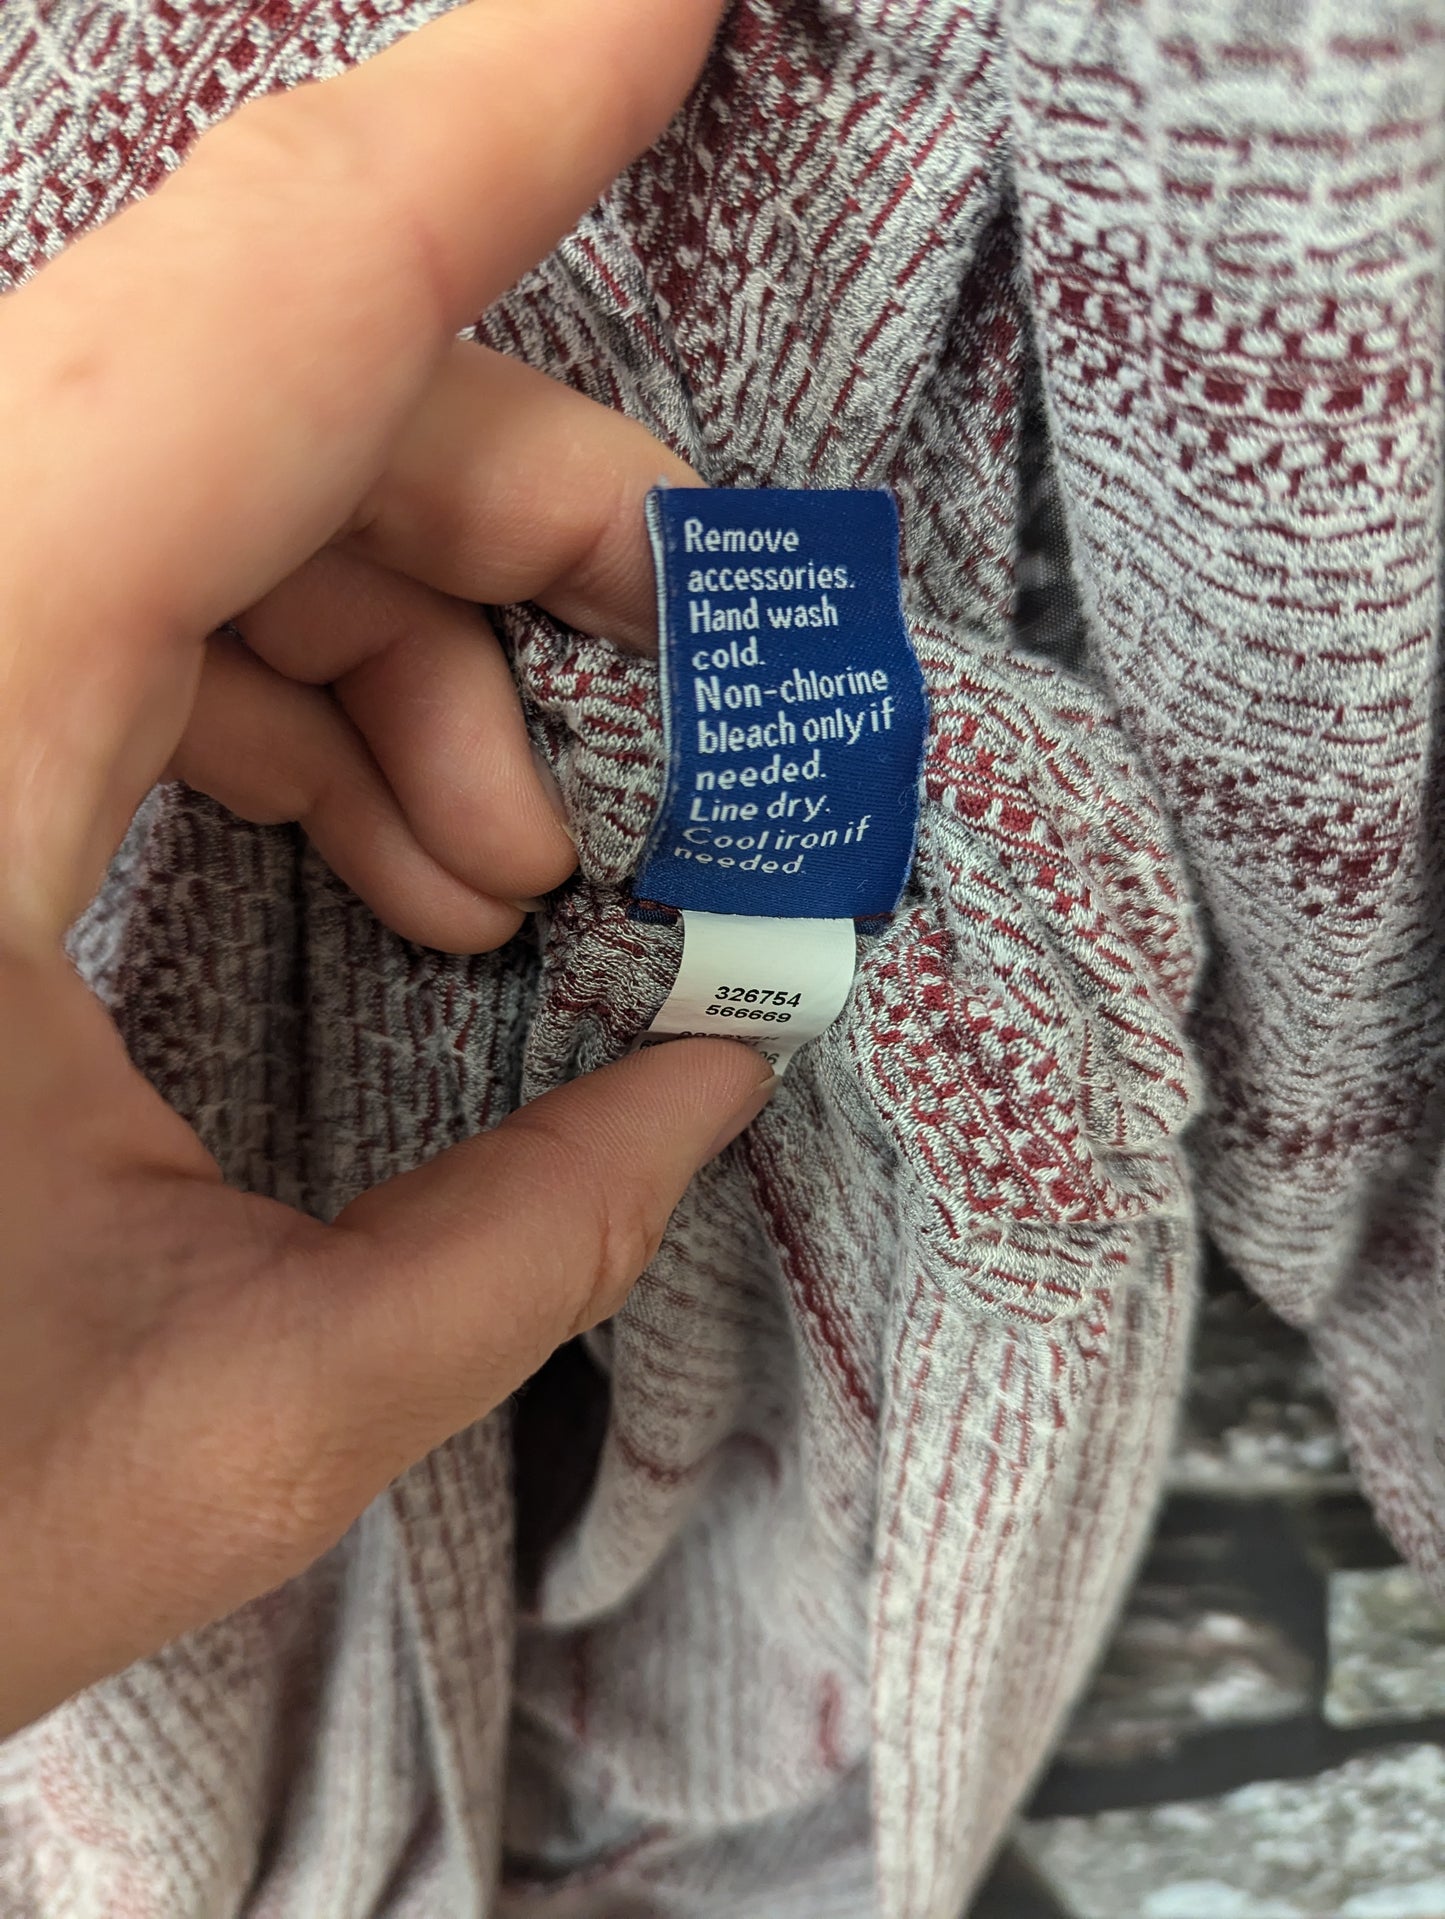 Remove
accessories.
Hand wash
cold.
Non-chlorine
bleach only if
needed.
Line dry.
Cool iron if
needed.
326754
566669